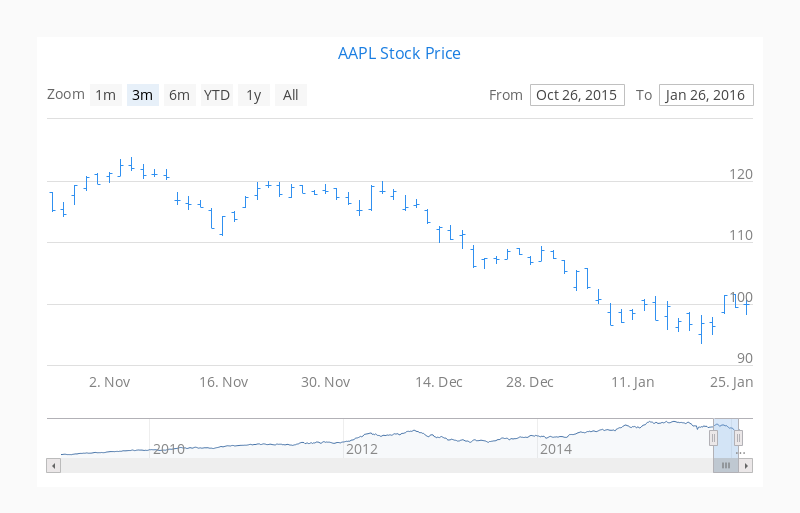 AAPL Stock Price
Zoom 1m 3m 6m YTD 1y All From Oct 26, 2015 To Jan 26, 2016
120
110
100
90
2. Nov 16. Nov 30. Nov 14. Dec 28. Dec 11. Jan 25. Jan
2010 2012 2014 ...